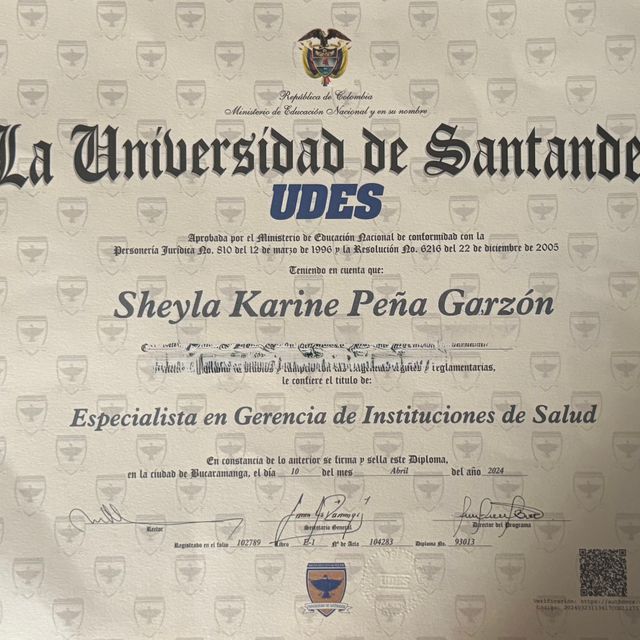 República de Colombia
Ministerio de Educación Nacional y en su nombre
La Universidad de Santande
UDES
Aprobada por el Ministerio de Educación Nacional de conformidad con la
Personería Jurídica No. 810 del 12 de marzo de 1996 y la Resolución No. 6216 del 22 de diciembre de 2005
Teniendo en cuenta que:
Sheyla Karine Peña Garzón
reglamentarias,
le confiere el título de:
Especialista en Gerencia de Instituciones de Salud
En constancia de lo anterior se firma y sella este Diploma,
en la ciudad de Bucaramanga, el día 10 del mes Abril del año 2024
Rector
Secretario General
Director del Programa
Registrado en el folio 102789 Libro E-1 Nº de Acta 104283 Diploma No. 93013
Verificación:
Código: